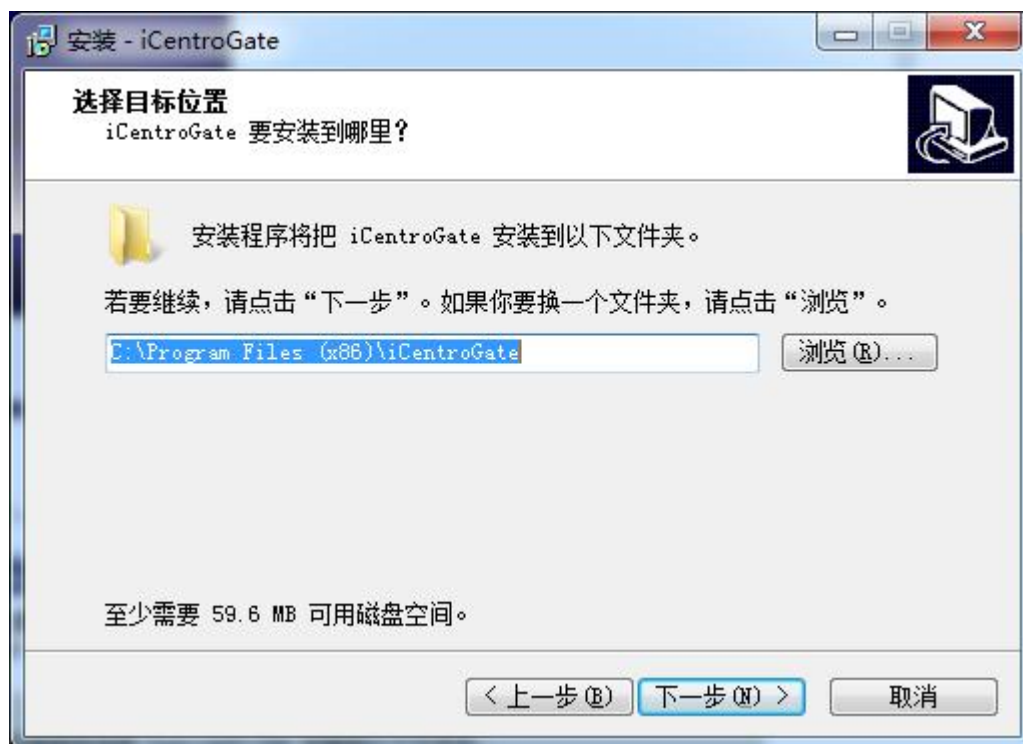 安装 - iCentroGate
选择目标位置
iCentroGate 要安装到哪里?
安装程序将把 iCentroGate 安装到以下文件夹。
若要继续,请点击“下一步”。如果你要换一个文件夹,请点击“浏览”。
C:\Program Files (x86)\iCentroGate
浏览(R)...
至少需要 59.6 MB 可用磁盘空间。
< 上一步(B)
下一步(N) >
取消